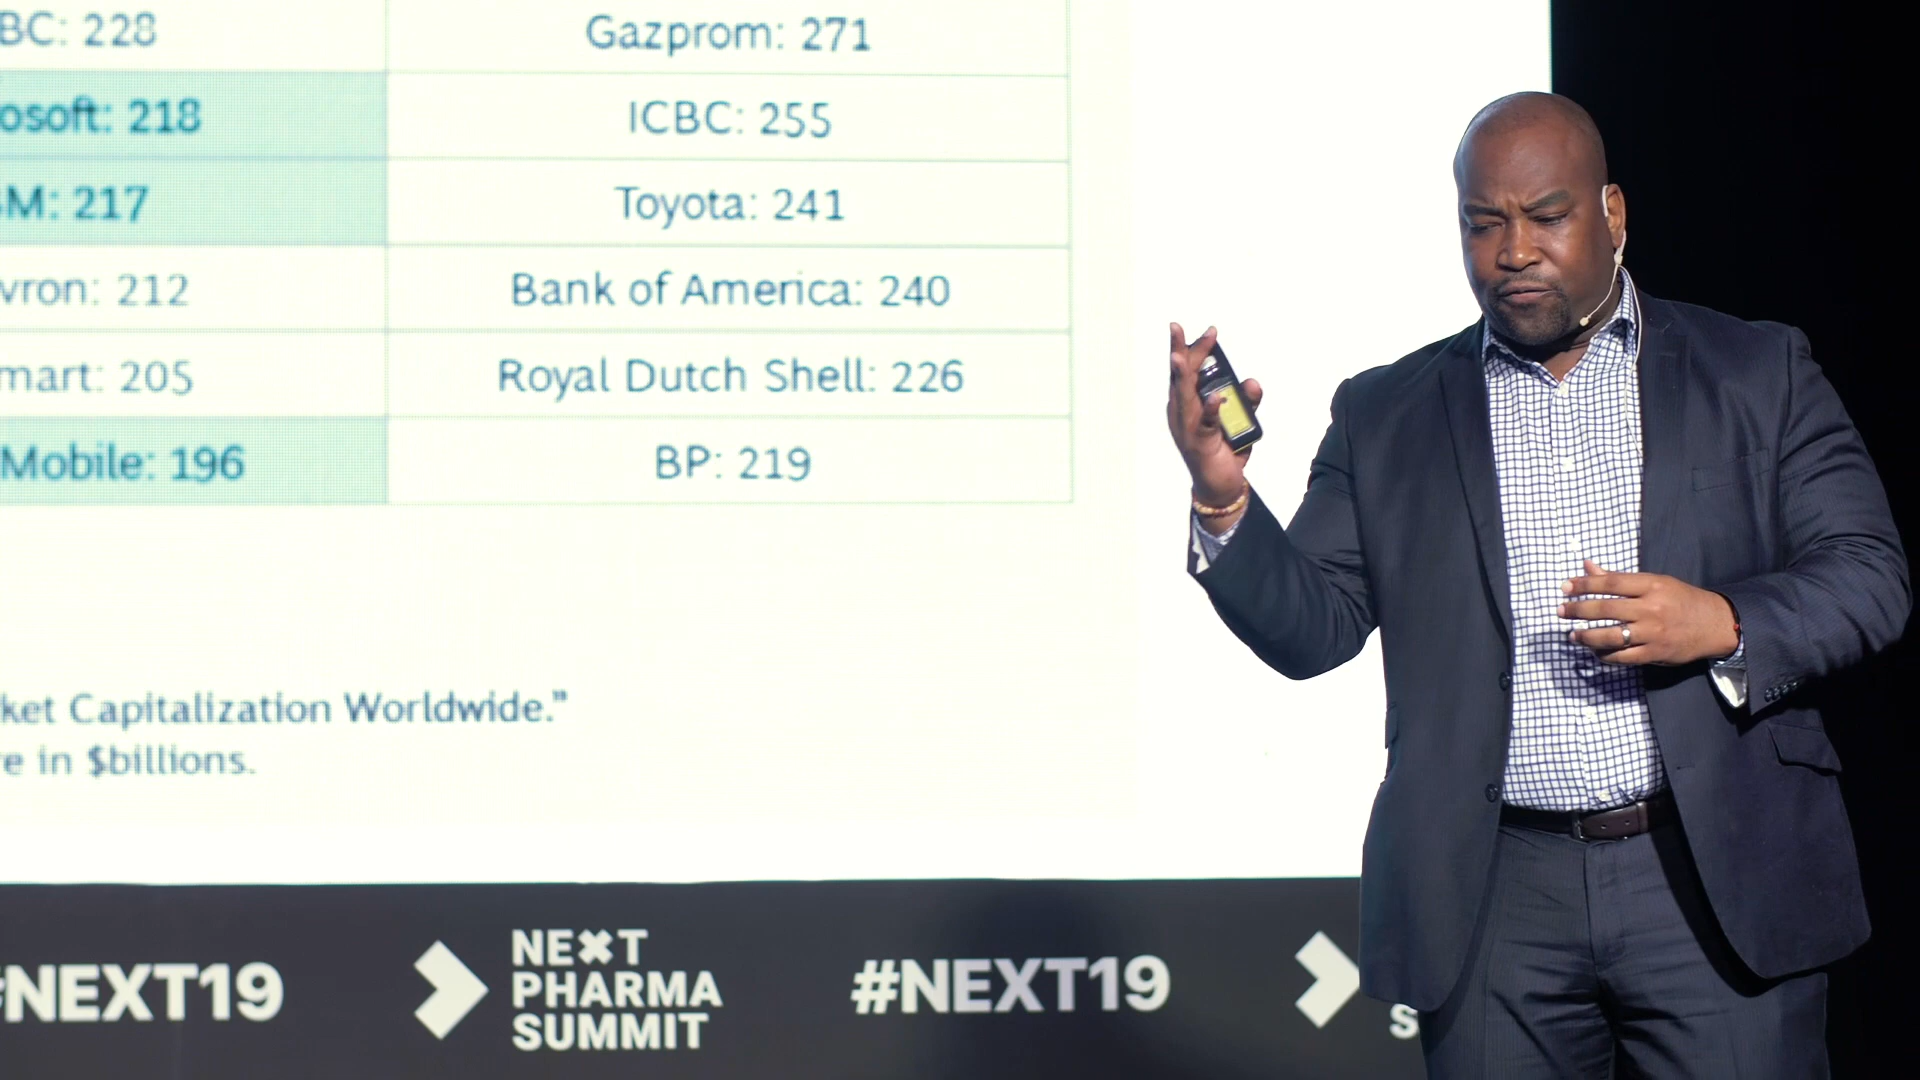 BC: 228 Gazprom: 271
osoft: 218 ICBC: 255
M: 217 Toyota: 241
vron: 212 Bank of America: 240
mart: 205 Royal Dutch Shell: 226
Mobile: 196 BP: 219
ket Capitalization Worldwide.”
e in $billions.
#NEXT19
NEXT
PHARMA
SUMMIT
#NEXT19
S